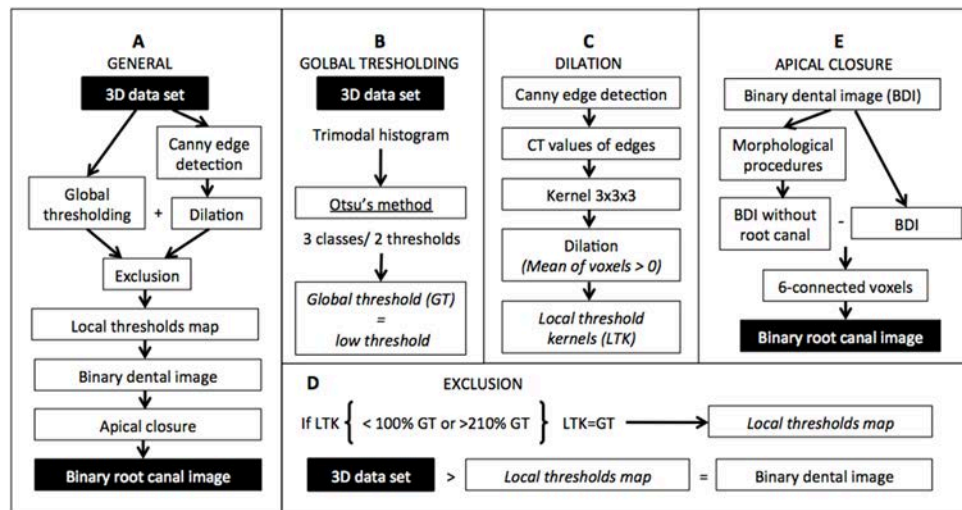 A
GENERAL
3D data set
Canny edge
detection
Global
thresholding
+
Dilation
Exclusion
Local thresholds map
Binary dental image
Apical closure
Binary root canal image
B
GOLBAL TRESHOLDING
3D data set
Trimodal histogram
Otsu's method
3 classes/ 2 thresholds
Global threshold (GT)
=
low threshold
C
DILATION
Canny edge detection
CT values of edges
Kernel 3x3x3
Dilation
(Mean of voxels > 0)
Local threshold
kernels (LTK)
E
APICAL CLOSURE
Binary dental image (BDI)
Morphological
procedures
BDI without
root canal
-
BDI
6-connected voxels
Binary root canal image
D
EXCLUSION
If LTK { < 100% GT or >210% GT } LTK=GT Local thresholds map
3D data set > Local thresholds map = Binary dental image